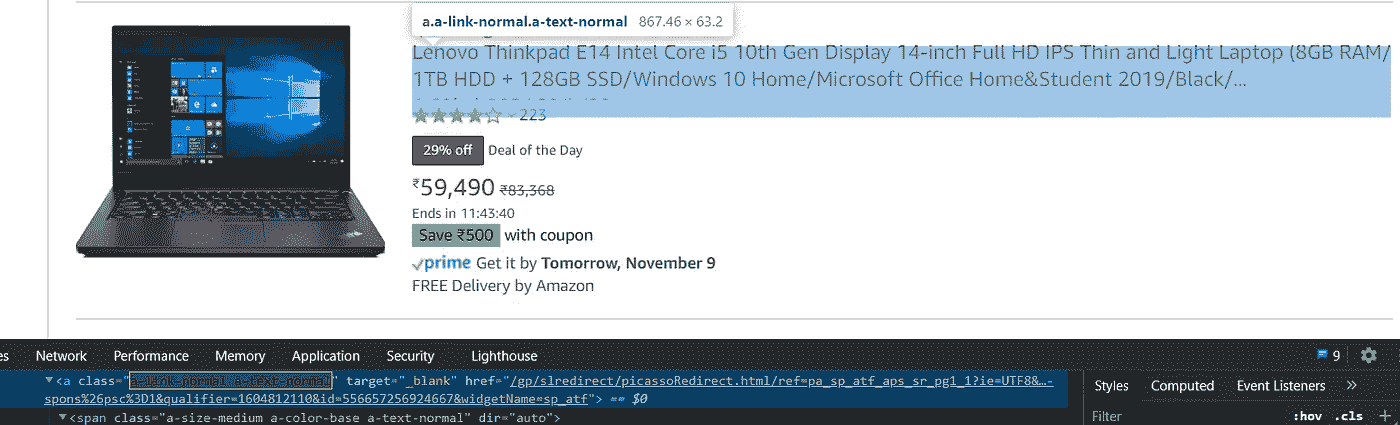 a.a-link-normal.a-text-normal 867.46 × 63.2
Lenovo Thinkpad E14 Intel Core i5 10th Gen Display 14-inch Full HD IPS Thin and Light Laptop (8GB RAM/
1TB HDD + 128GB SSD/Windows 10 Home/Microsoft Office Home&Student 2019/Black/...
223
29% off Deal of the Day
₹59,490 ₹83,368
Ends in 11:43:40
Save ₹500 with coupon
prime Get it by Tomorrow, November 9
FREE Delivery by Amazon
es Network Performance Memory Application Security Lighthouse 9
<a class="a-link-normal a-text-normal" target="_blank" href="/gp/slredirect/picassoRedirect.html/ref=pa_sp_atf_aps_sr_pg1_1?ie=UTF8&…-
spons%26psc%3D1&qualifier=1604812110&id=556657256924667&widgetName=sp_atf"> == $0
<span class="a-size-medium a-color-base a-text-normal" dir="auto">
Styles Computed Event Listeners »
Filter :hov .cls +